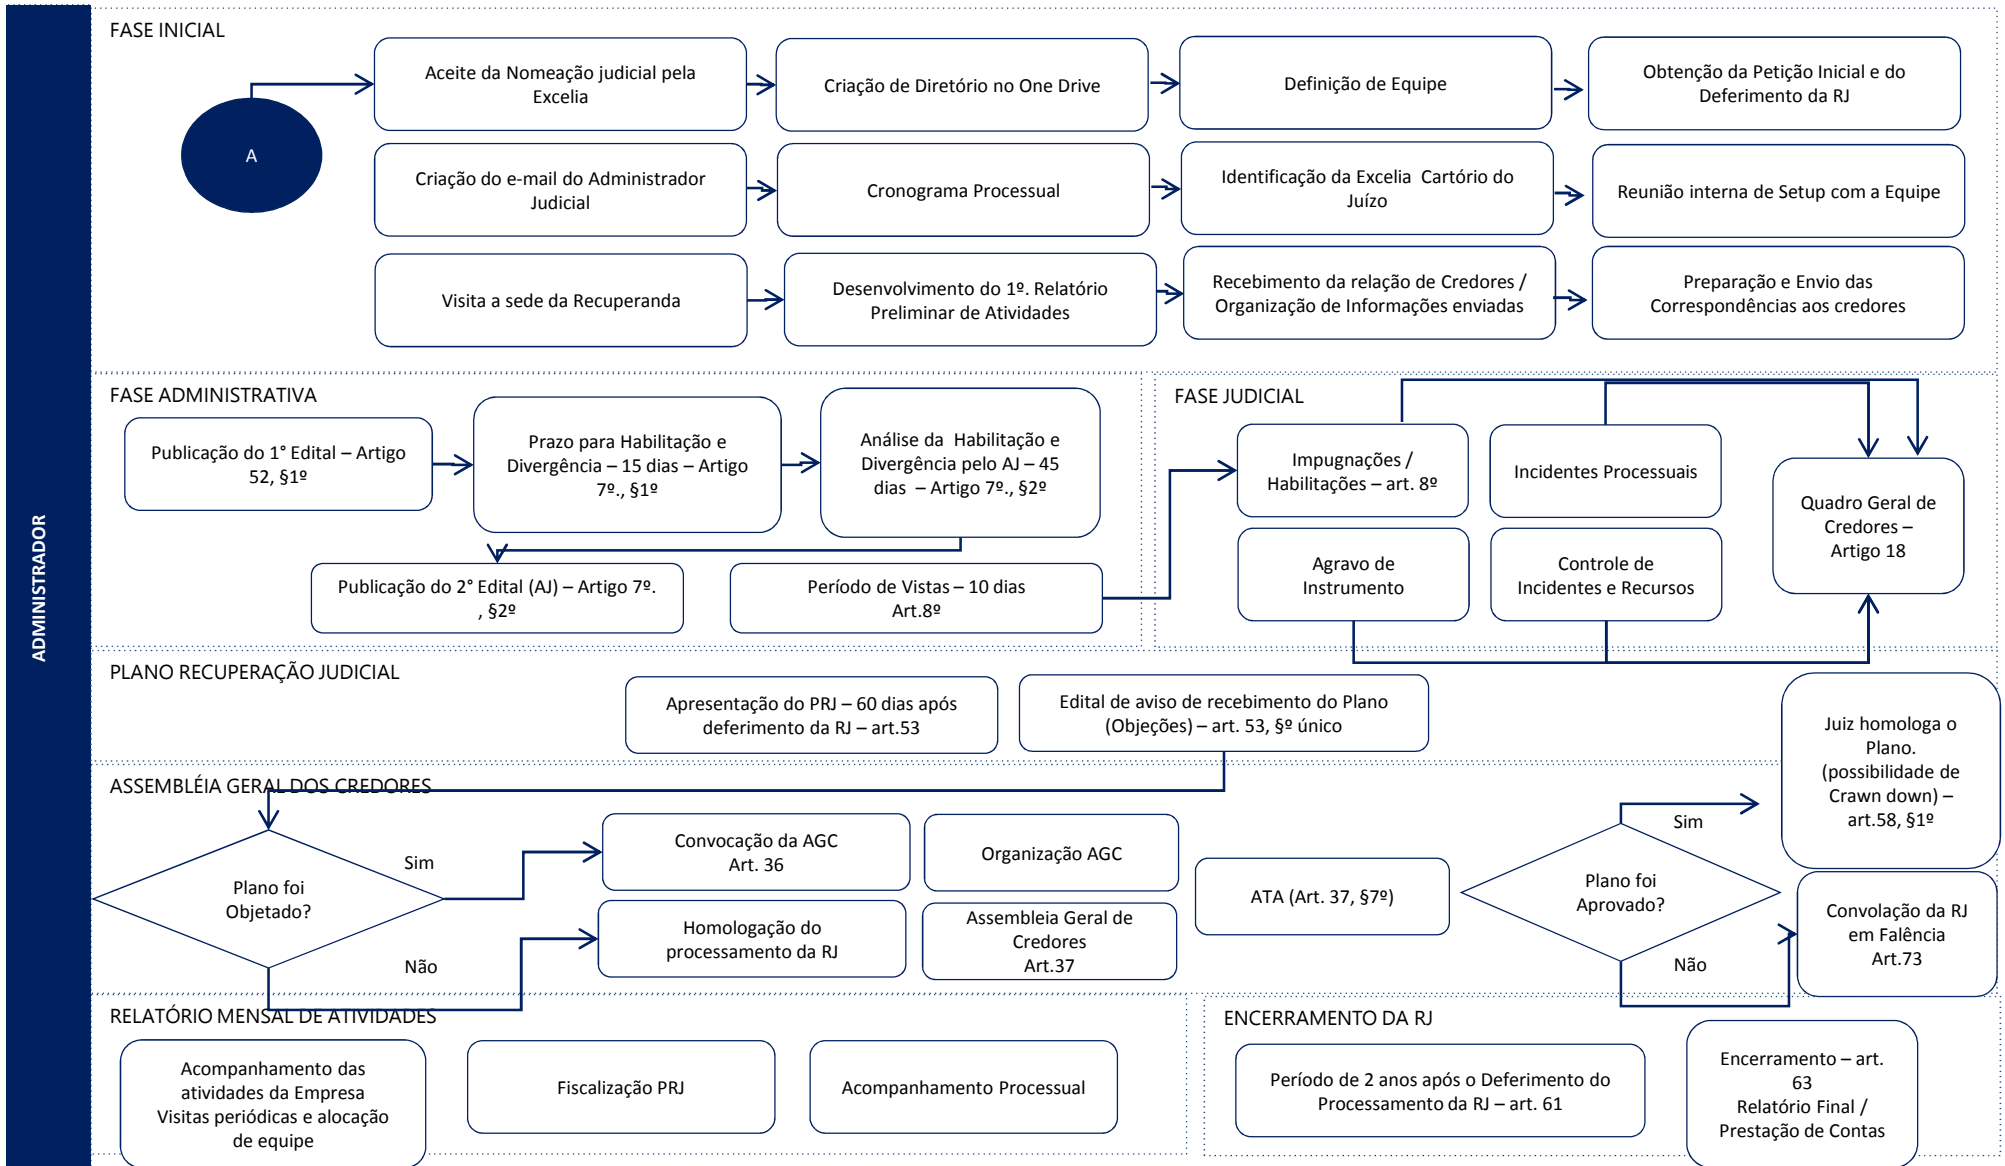 FASE INICIAL
A
Aceite da Nomeação judicial pela
Excelia
Criação de Diretório no One Drive
Definição de Equipe
Obtenção da Petição Inicial e do
Deferimento da RJ
Criação do e-mail do Administrador
Judicial
Cronograma Processual
Identificação da Excelia  Cartório do
Juízo
Reunião interna de Setup com a Equipe
Visita a sede da Recuperanda
Desenvolvimento do 1º. Relatório
Preliminar de Atividades
Recebimento da relação de Credores /
Organização de Informações enviadas
Preparação e Envio das
Correspondências aos credores
ADMINISTRADOR
FASE ADMINISTRATIVA
Publicação do 1° Edital – Artigo
52, §1º
Prazo para Habilitação e
Divergência – 15 dias – Artigo
7º., §1º
Análise da  Habilitação e
Divergência pelo AJ – 45
dias  – Artigo 7º., §2º
Publicação do 2° Edital (AJ) – Artigo 7º.
, §2º
Período de Vistas – 10 dias
Art.8º
FASE JUDICIAL
Impugnações /
Habilitações – art. 8º
Incidentes Processuais
Agravo de
Instrumento
Controle de
Incidentes e Recursos
Quadro Geral de
Credores –
Artigo 18
PLANO RECUPERAÇÃO JUDICIAL
Apresentação do PRJ – 60 dias após
deferimento da RJ – art.53
Edital de aviso de recebimento do Plano
(Objeções) – art. 53, §º único
Juiz homologa o
Plano.
(possibilidade de
Crawn down) –
art.58, §1º
ASSEMBLÉIA GERAL DOS CREDORES
Plano foi
Objetado?
Sim
Não
Convocação da AGC
Art. 36
Organização AGC
Homologação do
processamento da RJ
Assembleia Geral de
Credores
Art.37
ATA (Art. 37, §7º)
Plano foi
Aprovado?
Sim
Não
Convolação da RJ
em Falência
Art.73
RELATÓRIO MENSAL DE ATIVIDADES
Acompanhamento das
atividades da Empresa
Visitas periódicas e alocação
de equipe
Fiscalização PRJ
Acompanhamento Processual
ENCERRAMENTO DA RJ
Período de 2 anos após o Deferimento do
Processamento da RJ – art. 61
Encerramento – art.
63
Relatório Final /
Prestação de Contas